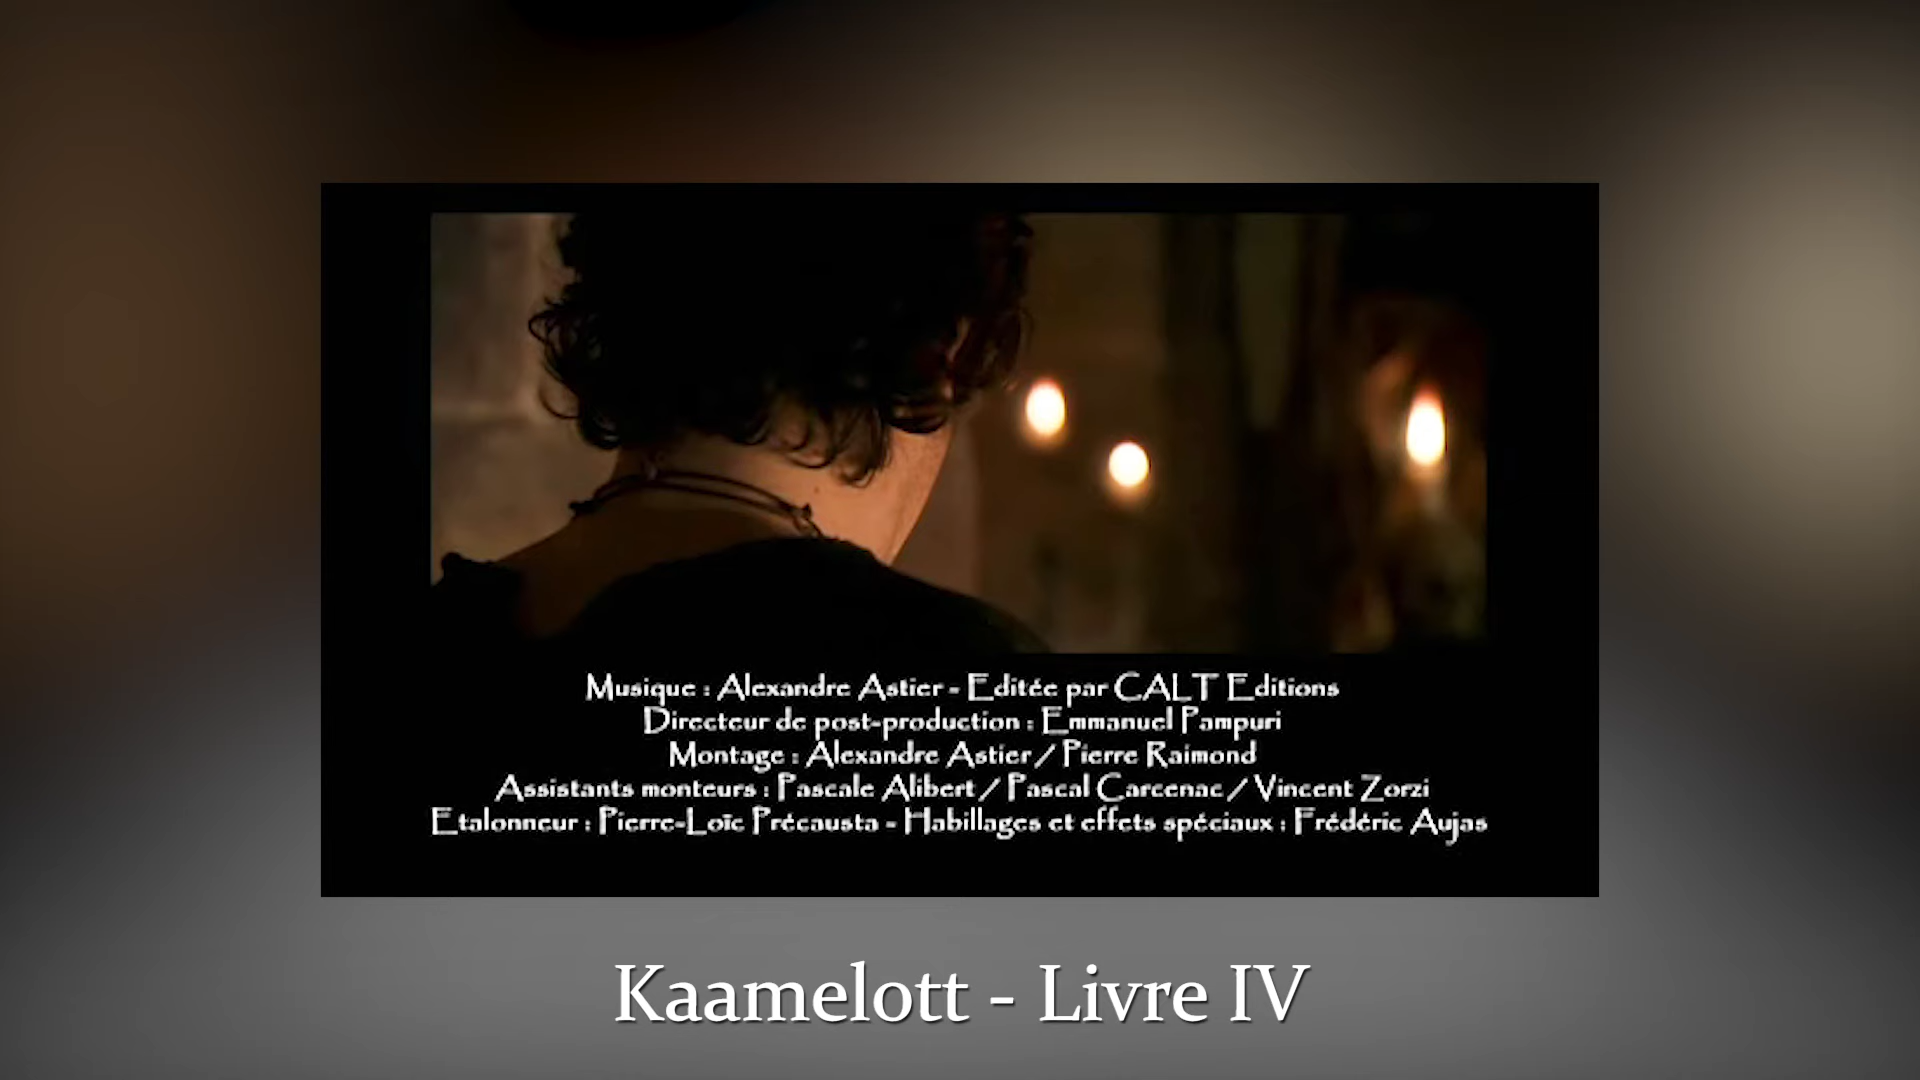 Musique : Alexandre Astier - Editée par CALT Editions
Directeur de post-production : Emmanuel Pampuri
Montage : Alexandre Astier / Pierre Raimond
Assistants monteurs : Pascale Alibert / Pascal Carcenac / Vincent Zorzi
Etalonneur : Pierre-Loïc Précausta - Habillages et effets spéciaux : Frédéric Aujas
Kaamelott - Livre IV